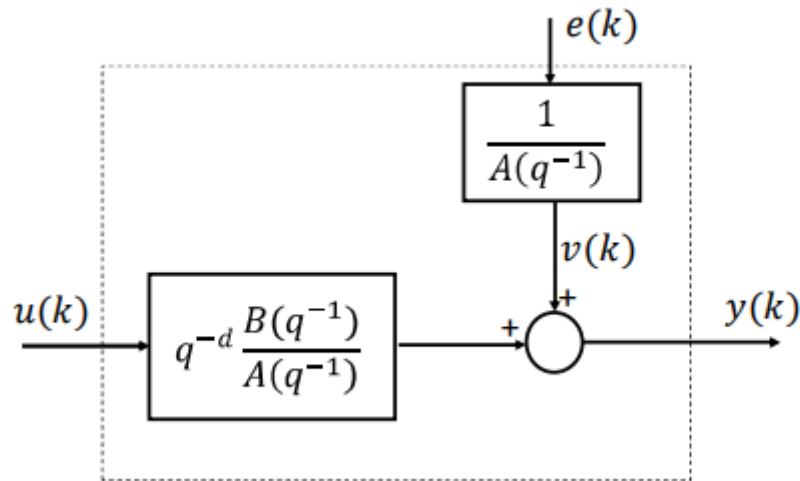 e(k)
1
A(q⁻¹)
v(k)
+
u(k)
q⁻ᵈ B(q⁻¹)
A(q⁻¹)
+
y(k)